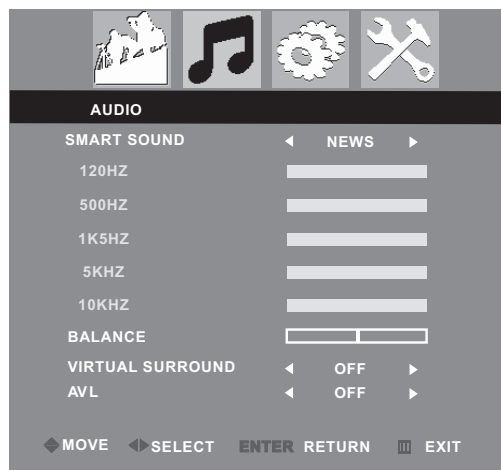 AUDIO
SMART SOUND NEWS
120HZ
500HZ
1K5HZ
5KHZ
10KHZ
BALANCE
VIRTUAL SURROUND OFF
AVL OFF
MOVE SELECT ENTER RETURN EXIT